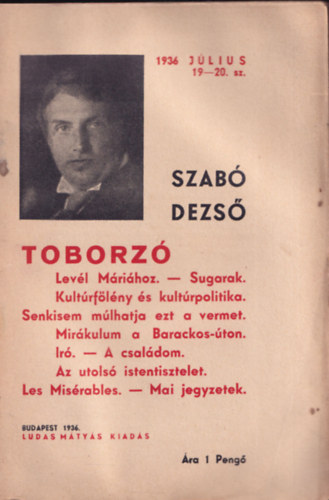 1936 JÚLIUS
19—20. sz.
SZABÓ
DEZSŐ
TOBORZÓ
Levél Máriához. — Sugarak.
Kultúrfölény és kultúrpolitika.
Senkisem múlhatja ezt a vermet.
Mirákulum a Barackos-úton.
Iró. — A családom.
Az utolsó istentisztelet.
Les Misérables. — Mai jegyzetek.
BUDAPEST 1936.
LUDAS MÁTYÁS KIADÁS
Ára 1 Pengő